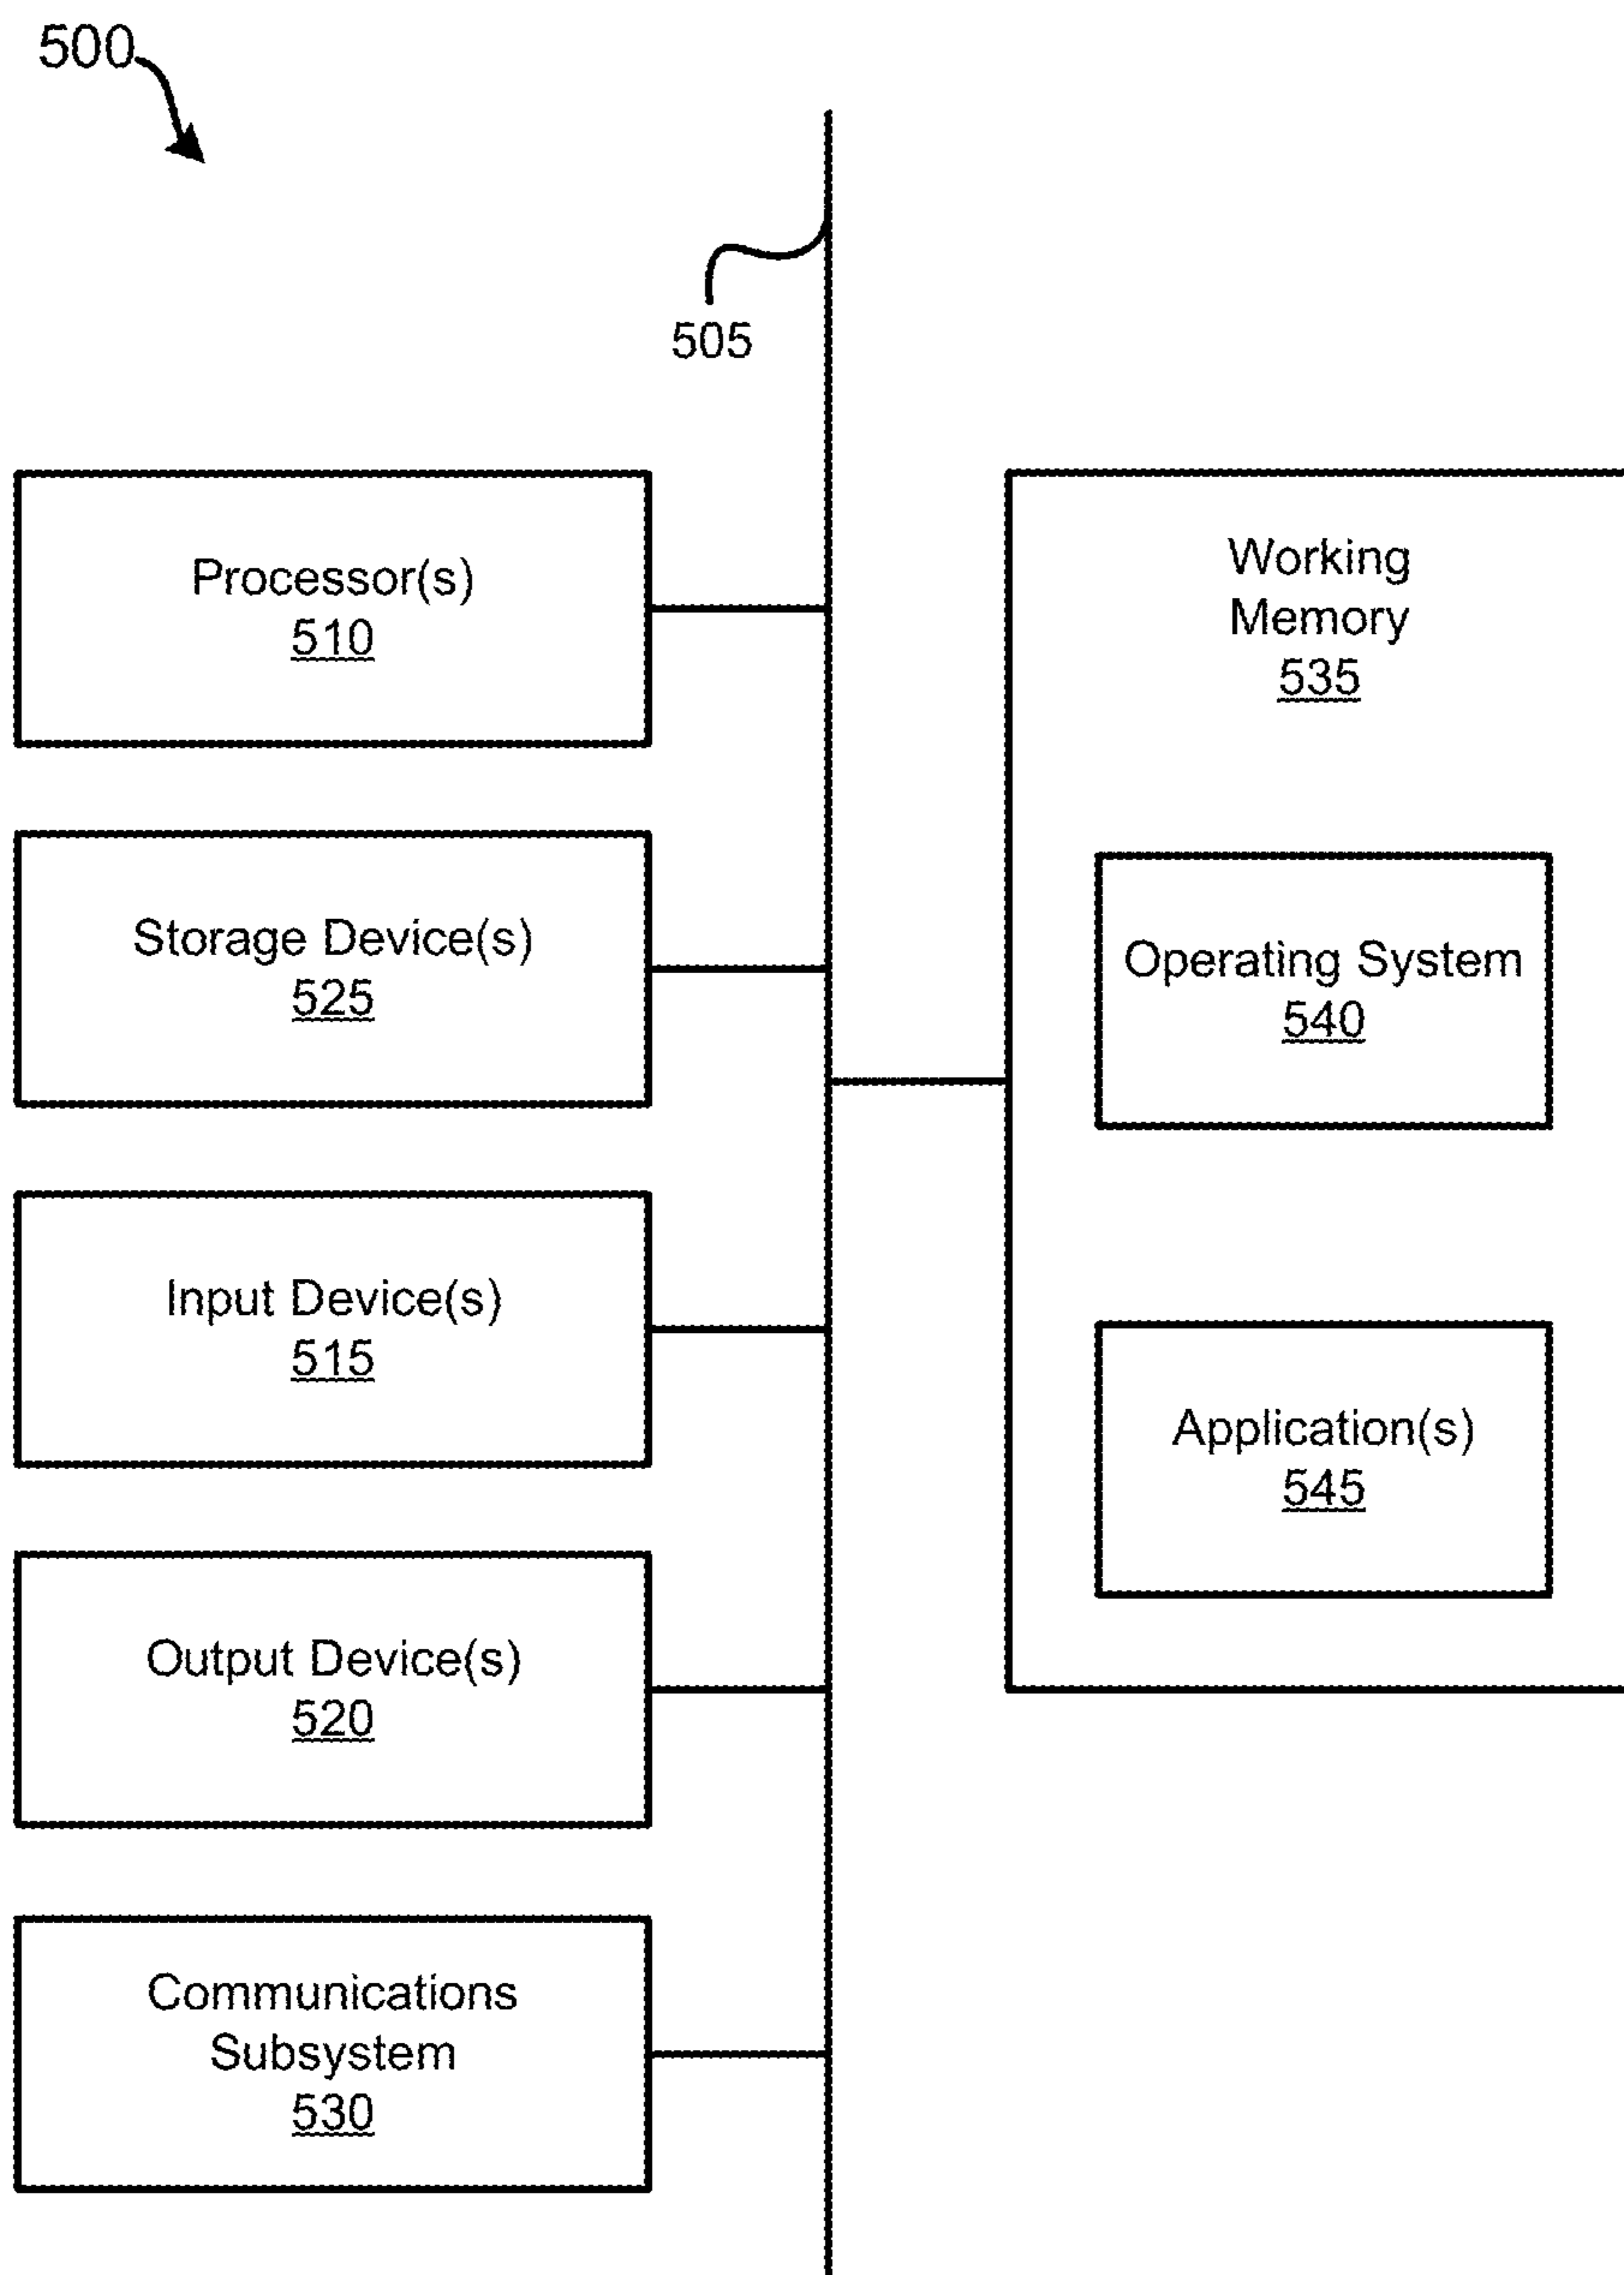 500
505
Processor(s)
510
Storage Device(s)
525
Input Device(s)
515
Output Device(s)
520
Communications
Subsystem
530
Working
Memory
535
Operating System
540
Application(s)
545